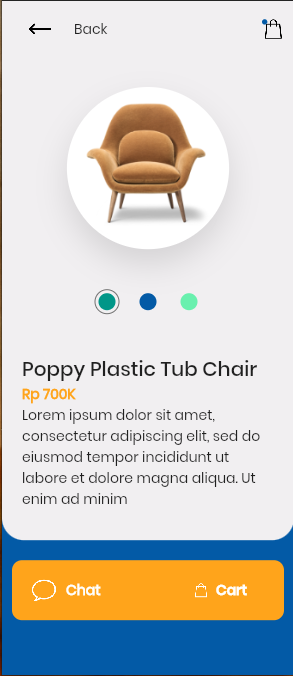 Back
Poppy Plastic Tub Chair
Rp 700K
Lorem ipsum dolor sit amet,
consectetur adipiscing elit, sed do
eiusmod tempor incididunt ut
labore et dolore magna aliqua. Ut
enim ad minim
Chat Cart